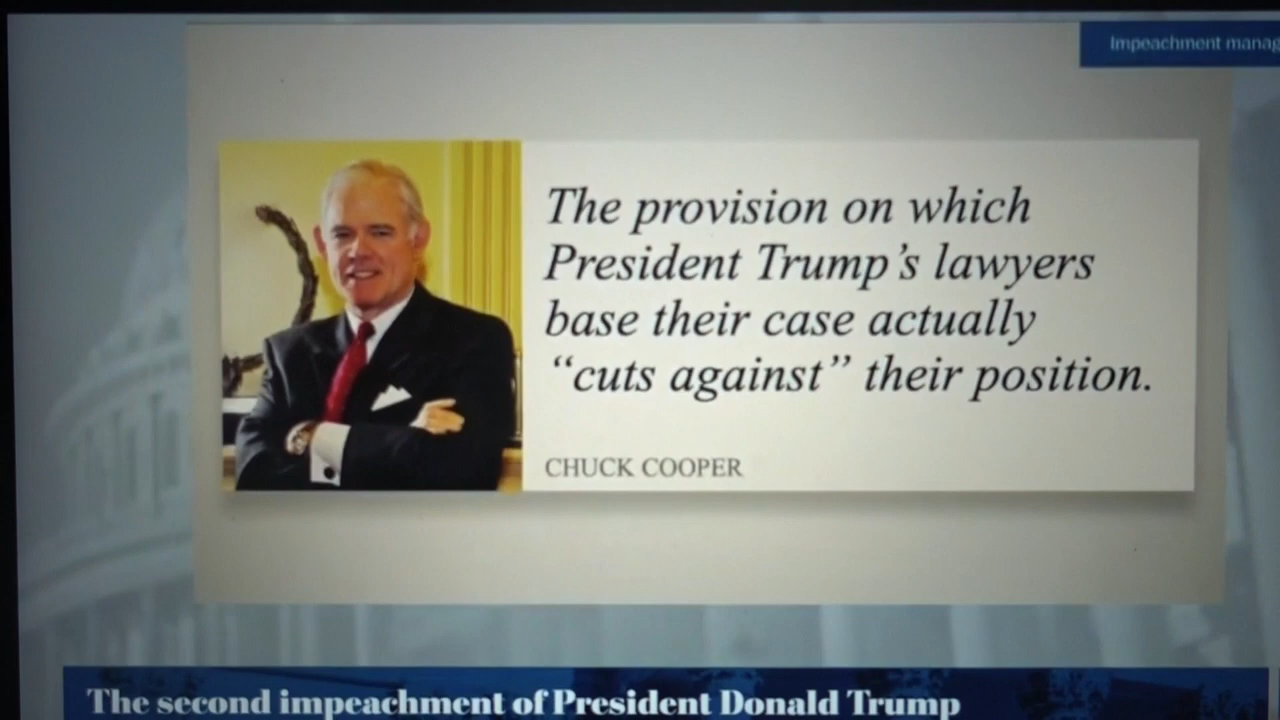 Impeachment manag
The provision on which
President Trump’s lawyers
base their case actually
“cuts against” their position.
CHUCK COOPER
The second impeachment of President Donald Trump